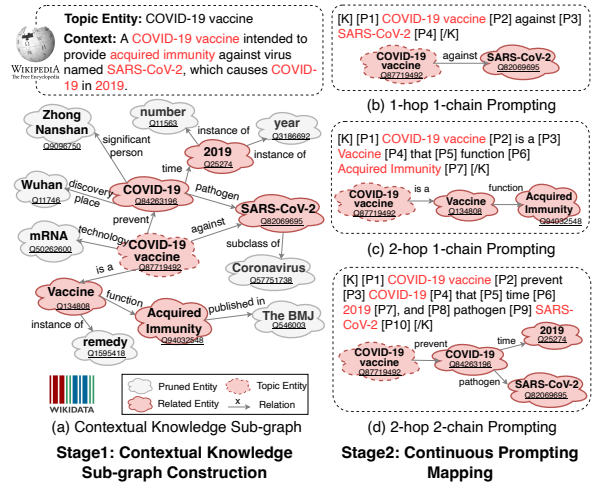 Topic Entity: COVID-19 vaccine
Context: A COVID-19 vaccine intended to
provide acquired immunity against virus
named SARS-CoV-2, which causes COVID-
19 in 2019.
WIKIPEDIA
The Free Encyclopedia
Zhong
Nanshan
Q9096750
number
Q11563
year
Q3186692
significant
person
instance of
instance of
2019
Q25274
time
Wuhan
Q11746
discovery
place
COVID-19
Q84263196
pathogen
SARS-CoV-2
Q82069695
prevent
against
mRNA
Q50262600
technology
COVID-19
vaccine
Q87719492
subclass of
Coronavirus
Q57751738
is a
Vaccine
Q134808
function
Acquired
Immunity
Q94032548
published in
The BMJ
Q546003
instance of
remedy
Q1595418
WIKIDATA
Pruned Entity
Topic Entity
Related Entity
x
Relation
(a) Contextual Knowledge Sub-graph
Stage1: Contextual Knowledge
Sub-graph Construction
[K] [P1] COVID-19 vaccine [P2] against [P3]
SARS-CoV-2 [P4] [/K]
COVID-19
vaccine
Q87719492
against
SARS-CoV-2
Q82069695
(b) 1-hop 1-chain Prompting
[K] [P1] COVID-19 vaccine [P2] is a [P3]
Vaccine [P4] that [P5] function [P6]
Acquired Immunity [P7] [/K]
COVID-19
vaccine
Q87719492
is a
Vaccine
Q134808
function
Acquired
Immunity
Q94032548
(c) 2-hop 1-chain Prompting
[K] [P1] COVID-19 vaccine [P2] prevent
[P3] COVID-19 [P4] that [P5] time [P6]
2019 [P7], and [P8] pathogen [P9] SARS-
CoV-2 [P10] [/K]
COVID-19
vaccine
Q87719492
prevent
COVID-19
Q84263196
time
2019
Q25274
pathogen
SARS-CoV-2
Q82069695
(d) 2-hop 2-chain Prompting
Stage2: Continuous Prompting
Mapping